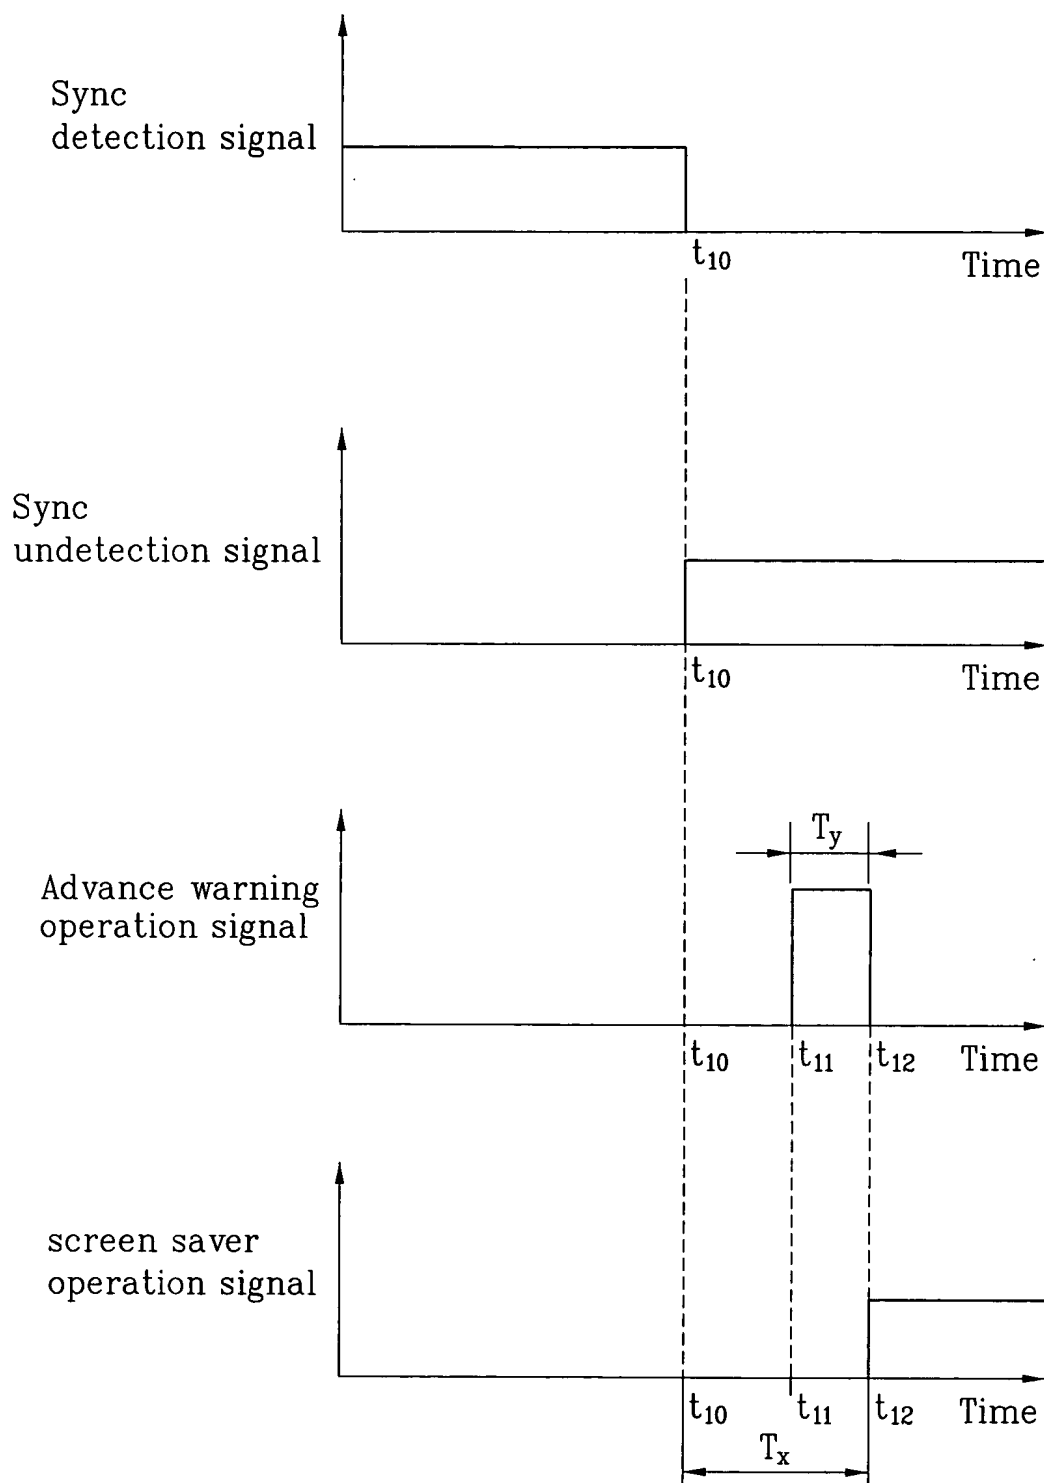 Sync
detection signal
t10
Time
Sync
undetection signal
t10
Time
Ty
Advance warning
operation signal
t10
t11
t12
Time
screen saver
operation signal
t10
t11
t12
Time
Tx